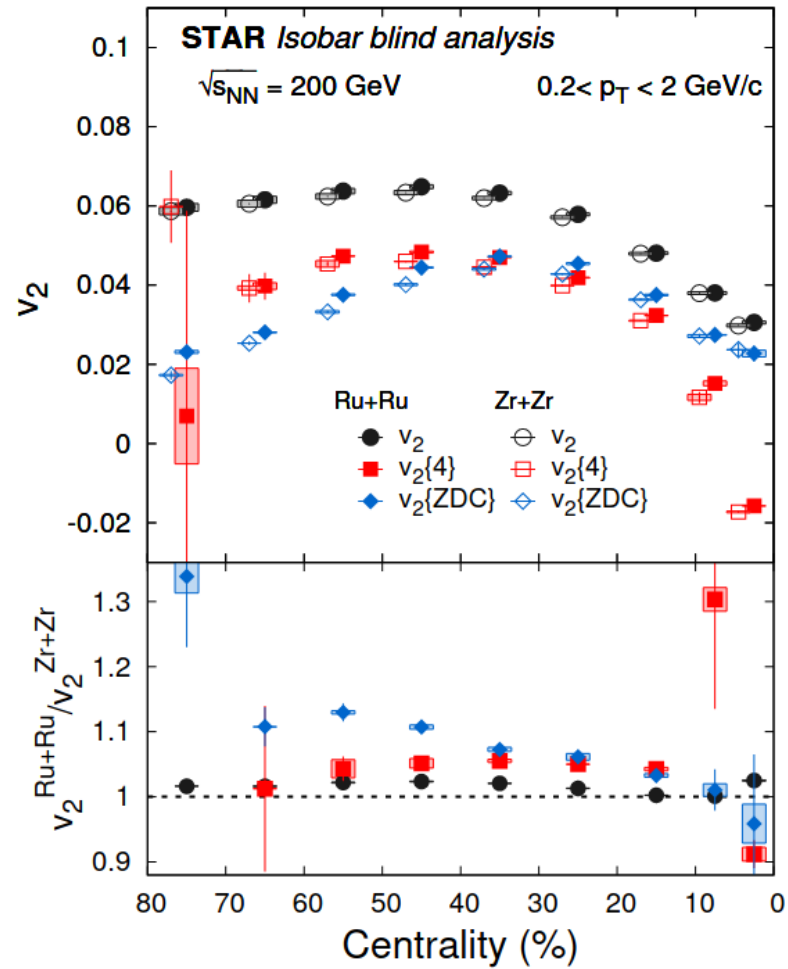 STAR Isobar blind analysis
√sNN = 200 GeV 0.2< pT < 2 GeV/c
0.1
0.08
0.06
0.04
0.02
0
-0.02
v2
Ru+Ru Zr+Zr
v2 v2
v2{4} v2{4}
v2{ZDC} v2{ZDC}
1.3
1.2
1.1
1
0.9
v2Ru+Ru/v2Zr+Zr
80 70 60 50 40 30 20 10 0
Centrality (%)